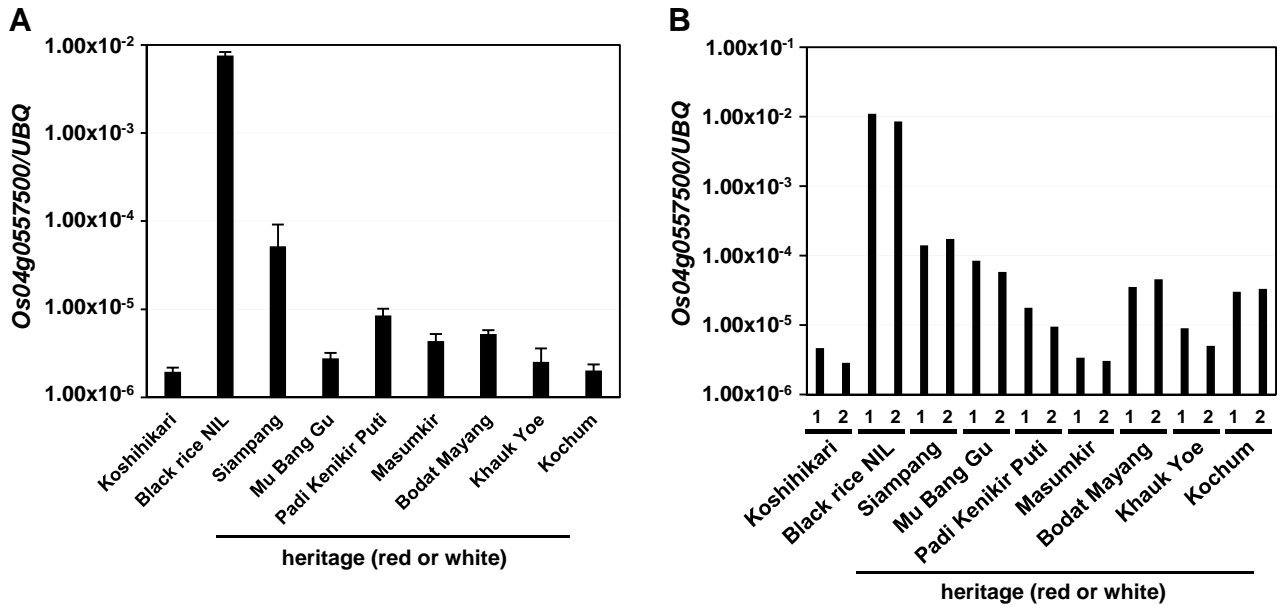 A
Os04g0557500/UBQ
1.00x10-2
1.00x10-3
1.00x10-4
1.00x10-5
1.00x10-6
Koshihikari
Black rice NIL
Siampang
Mu Bang Gu
Padi Kenikir Puti
Masumkir
Bodat Mayang
Khauk Yoe
Kochum
heritage (red or white)
B
Os04g0557500/UBQ
1.00x10-1
1.00x10-2
1.00x10-3
1.00x10-4
1.00x10-5
1.00x10-6
1 2 1 2 1 2 1 2 1 2 1 2 1 2 1 2 1 2
Koshihikari
Black rice NIL
Siampang
Mu Bang Gu
Padi Kenikir Puti
Masumkir
Bodat Mayang
Khauk Yoe
Kochum
heritage (red or white)